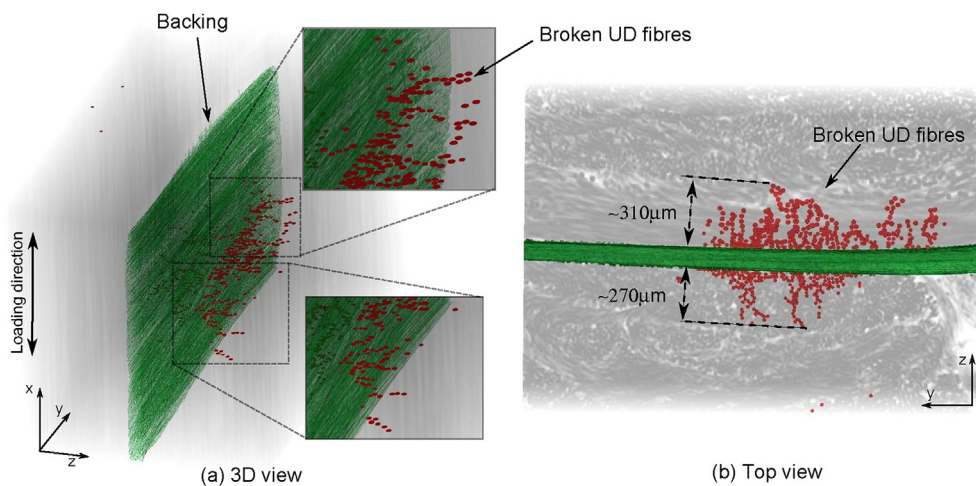 Backing
Broken UD fibres
Loading direction
x
y
z
(a) 3D view
Broken UD fibres
~310μm
~270μm
z
y
(b) Top view